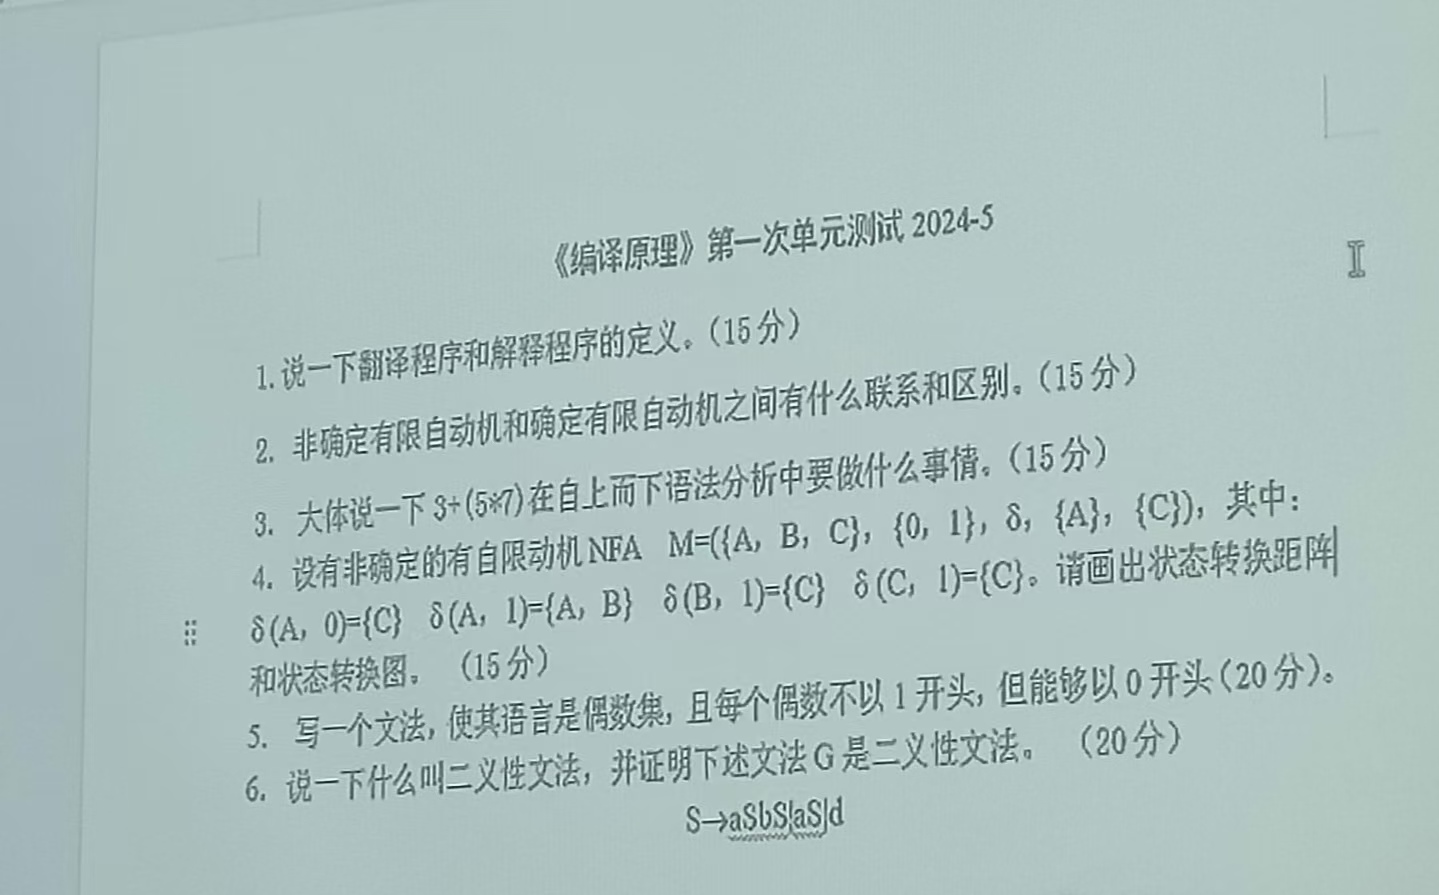 《编译原理》第一次单元测试 2024-5
1. 说一下翻译程序和解释程序的定义。（15 分）
2. 非确定有限自动机和确定有限自动机之间有什么联系和区别。（15 分）
3. 大体说一下 3+(5*7)在自上而下语法分析中要做什么事情。（15 分）
4. 设有非确定的有自限动机 NFA M=({A, B, C}, {0, 1}, δ, {A}, {C})，其中：
δ(A, 0)={C} δ(A, 1)={A, B} δ(B, 1)={C} δ(C, 1)={C}。请画出状态转换距阵
和状态转换图。（15 分）
5. 写一个文法，使其语言是偶数集，且每个偶数不以 1 开头，但能够以 0 开头（20 分）。
6. 说一下什么叫二义性文法，并证明下述文法 G 是二义性文法。（20 分）
S→aSbS|aS|d